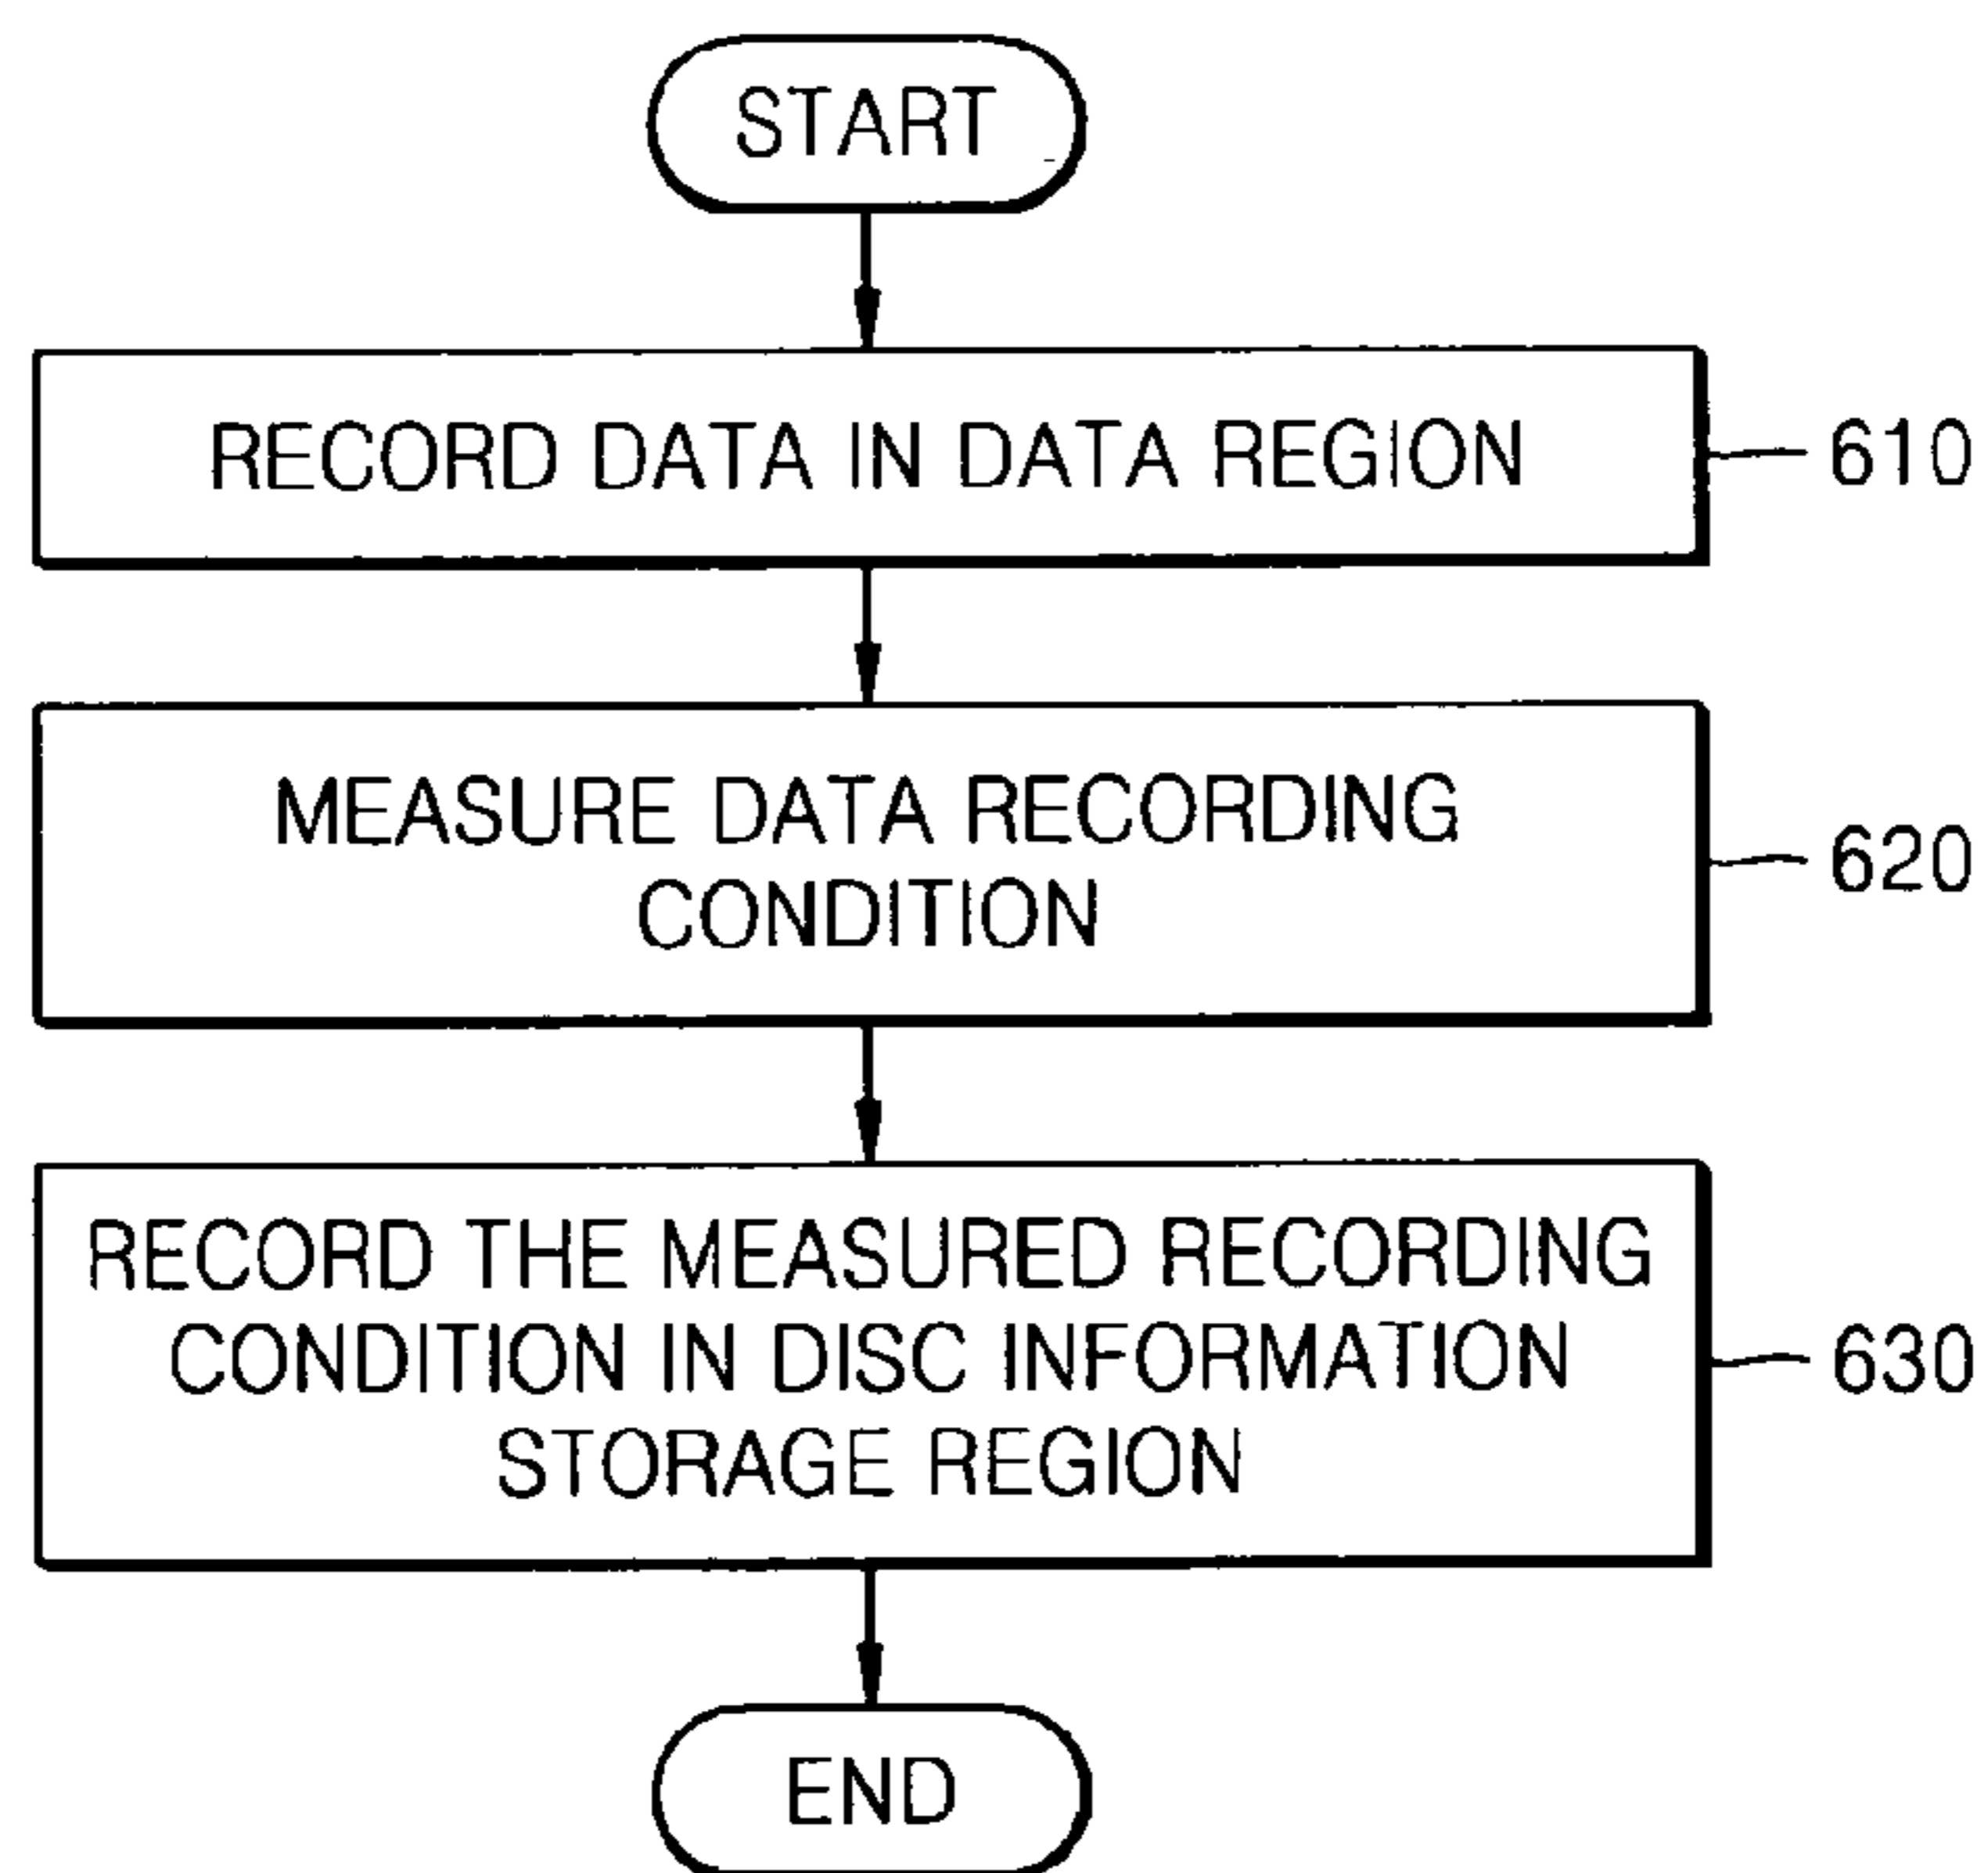 START
RECORD DATA IN DATA REGION
610
MEASURE DATA RECORDING
CONDITION
620
RECORD THE MEASURED RECORDING
CONDITION IN DISC INFORMATION
STORAGE REGION
630
END